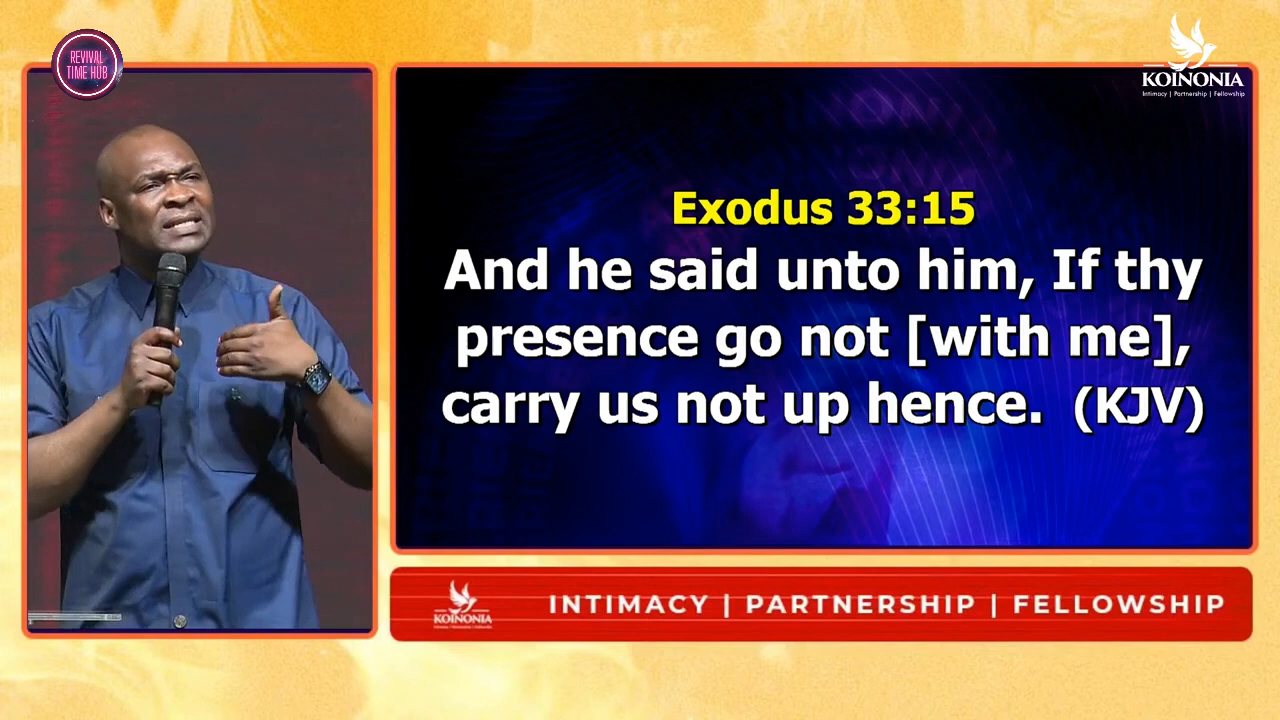 REVIVAL
TIME HUB
KOINONIA
Intimacy | Partnership | Fellowship
Exodus 33:15
And he said unto him, If thy
presence go not [with me],
carry us not up hence. (KJV)
KOINONIA
INTIMACY | PARTNERSHIP | FELLOWSHIP